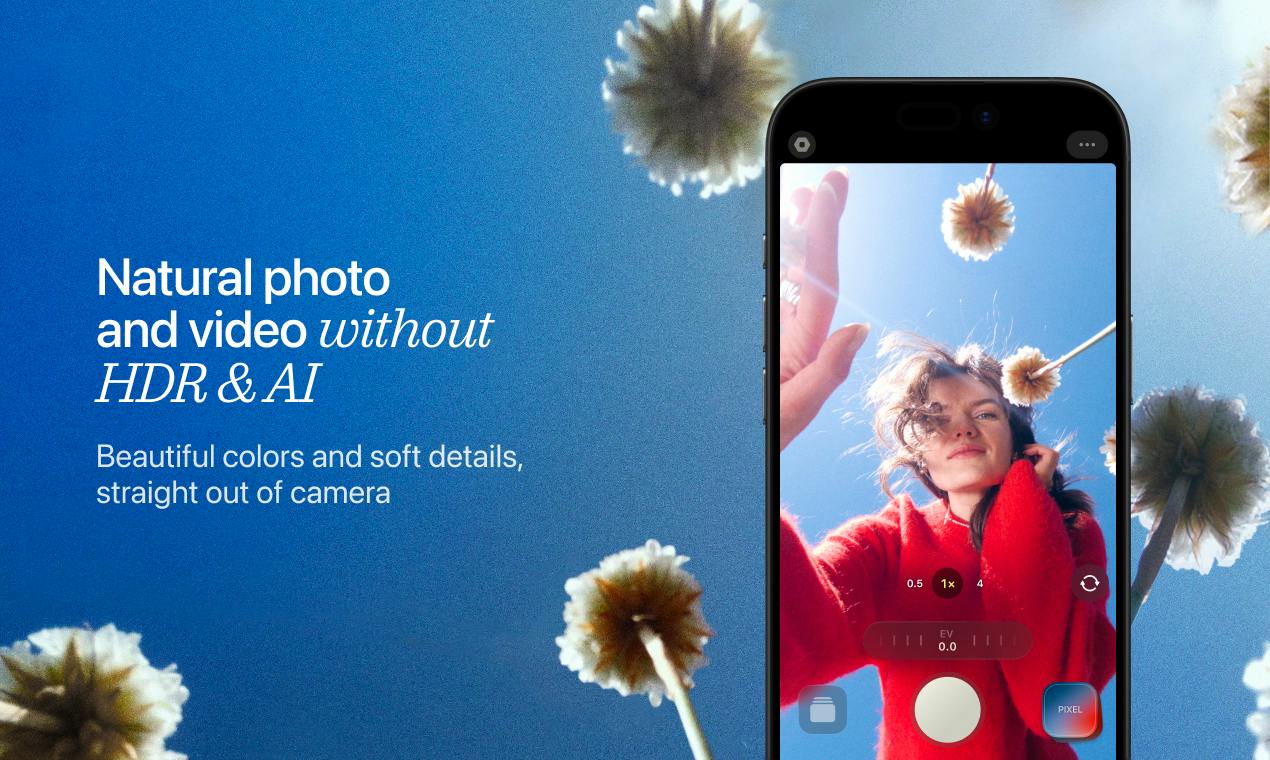 Natural photo
and video without
HDR & AI
Beautiful colors and soft details,
straight out of camera
0.5 1× 4
EV
0.0
PIXEL